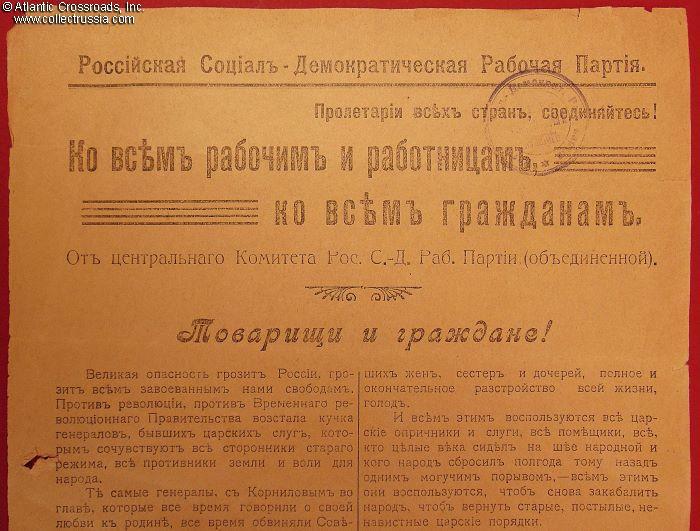 © Atlantic Crossroads, Inc.
www.collectrussia.com
Россійская Соціалъ-Демократическая Рабочая Партія.
Пролетаріи всѣхъ стран, соединяйтесь!
Ко всѣмъ рабочимъ и работницамъ,
ко всѣмъ гражданамъ.
Отъ центральнаго Комитета Рос. С.-Д. Раб. Партіи (объединенной).
Товарищи и граждане!
Великая опасность грозитъ Россіи, гро-
зитъ всѣмъ завоеваннымъ нами свободамъ.
Противъ революціи, противъ Временнаго ре-
волюціоннаго Правительства возстала кучка
генераловъ, бывшихъ царскихъ слугъ, кото-
рымъ сочувствуютъ всѣ сторонники стараго
режима, всѣ противники земли и воли для
народа.
Тѣ самые генералы, съ Корниловымъ во
главѣ, которые все время говорили о своей
любви къ родинѣ, все время обвиняли Совѣ-
шихъ женъ, сестеръ и дочерей, полное и
окончательное разстройство всей жизни,
голодъ.
И всѣмъ этимъ воспользуются всѣ цар-
скіе опричники и слуги, всѣ помѣщики, всѣ,
кто цѣлые вѣка сидѣлъ на шѣе народной и
кого народъ сбросилъ полгода тому назадъ
однимъ могучимъ порывомъ,—всѣмъ этимъ
они воспользуются, чтобъ снова закабалить
народъ, чтобъ вернуть старые, постылые, не-
навистные царскіе порядки.